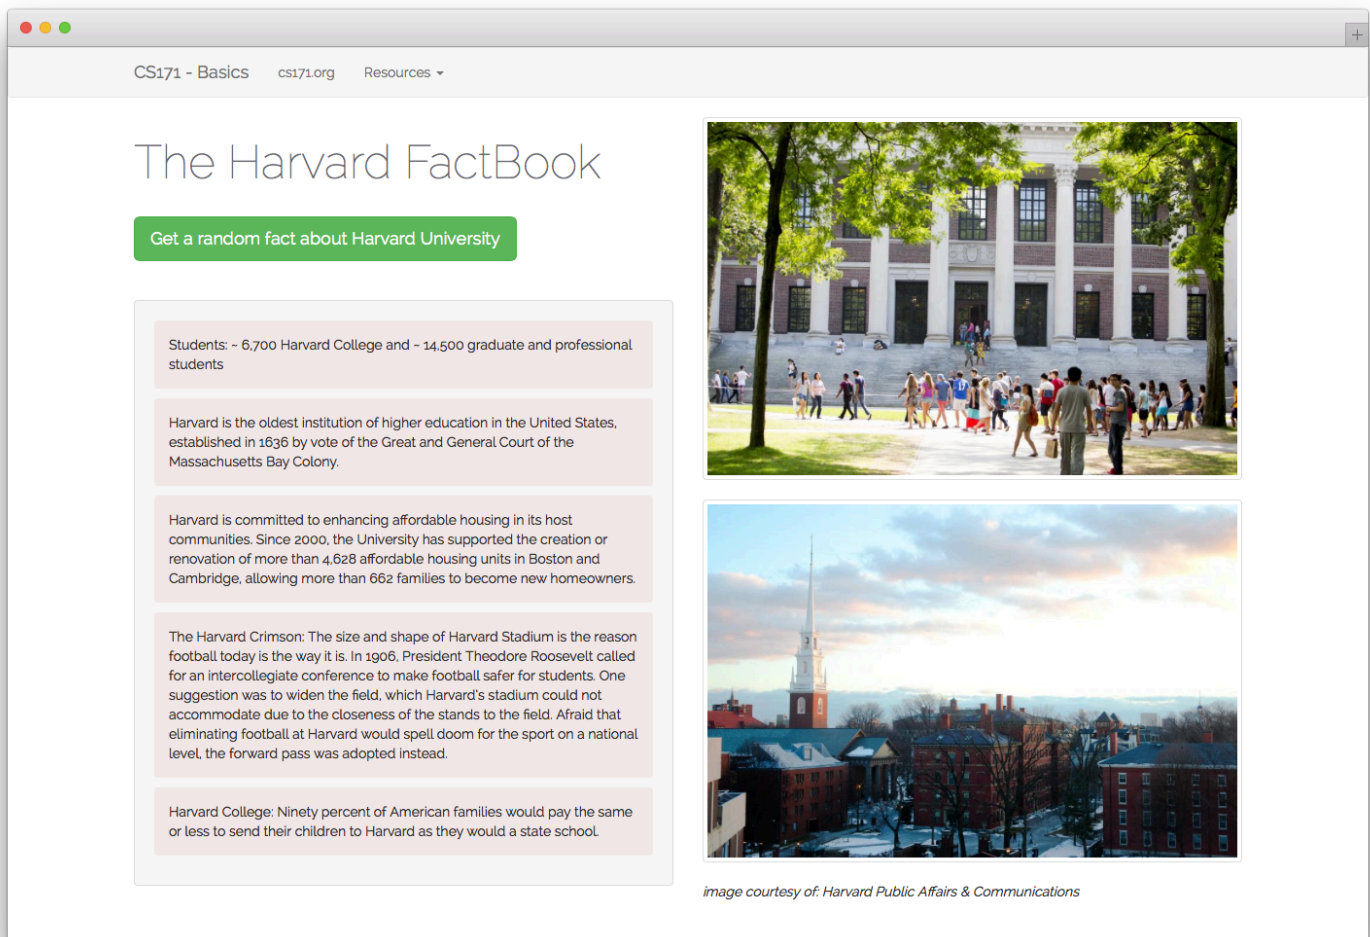 CS171 - Basics
cs171.org
Resources
The Harvard FactBook
Get a random fact about Harvard University
Students: ~ 6,700 Harvard College and ~ 14,500 graduate and professional
students
Harvard is the oldest institution of higher education in the United States,
established in 1636 by vote of the Great and General Court of the
Massachusetts Bay Colony.
Harvard is committed to enhancing affordable housing in its host
communities. Since 2000, the University has supported the creation or
renovation of more than 4,628 affordable housing units in Boston and
Cambridge, allowing more than 662 families to become new homeowners.
The Harvard Crimson: The size and shape of Harvard Stadium is the reason
football today is the way it is. In 1906, President Theodore Roosevelt called
for an intercollegiate conference to make football safer for students. One
suggestion was to widen the field, which Harvard's stadium could not
accommodate due to the closeness of the stands to the field. Afraid that
eliminating football at Harvard would spell doom for the sport on a national
level, the forward pass was adopted instead.
Harvard College: Ninety percent of American families would pay the same
or less to send their children to Harvard as they would a state school.
image courtesy of: Harvard Public Affairs & Communications